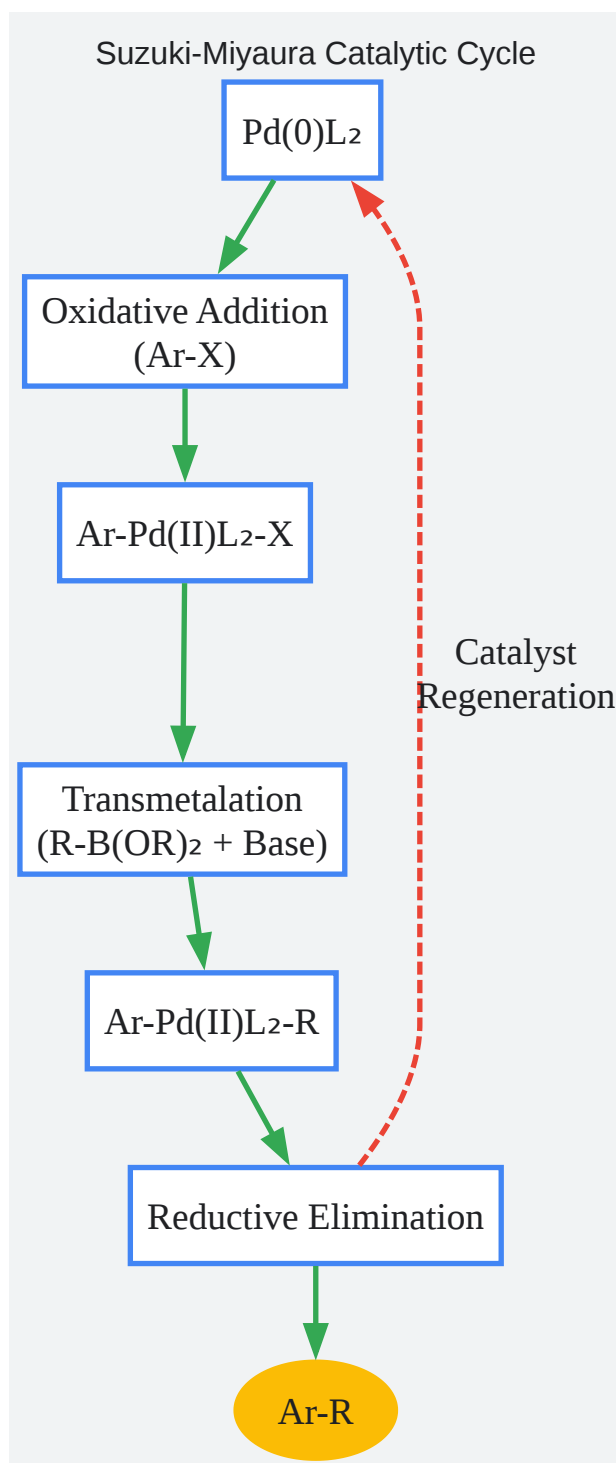 Suzuki-Miyaura Catalytic Cycle
Pd(0)L₂
Oxidative Addition
(Ar-X)
Ar-Pd(II)L₂-X
Catalyst
Regeneration
Transmetalation
(R-B(OR)₂ + Base)
Ar-Pd(II)L₂-R
Reductive Elimination
Ar-R